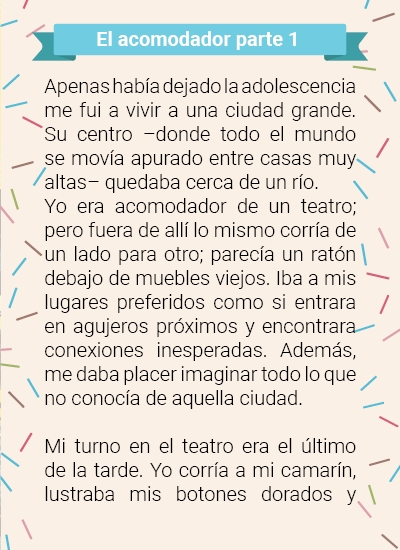 El acomodador parte 1
Apenas había dejado la adolescencia
me fui a vivir a una ciudad grande.
Su centro –donde todo el mundo
se movía apurado entre casas muy
altas– quedaba cerca de un río.
Yo era acomodador de un teatro;
pero fuera de allí lo mismo corría de
un lado para otro; parecía un ratón
debajo de muebles viejos. Iba a mis
lugares preferidos como si entrara
en agujeros próximos y encontrara
conexiones inesperadas. Además,
me daba placer imaginar todo lo que
no conocía de aquella ciudad.
Mi turno en el teatro era el último
de la tarde. Yo corría a mi camarín,
lustraba mis botones dorados y